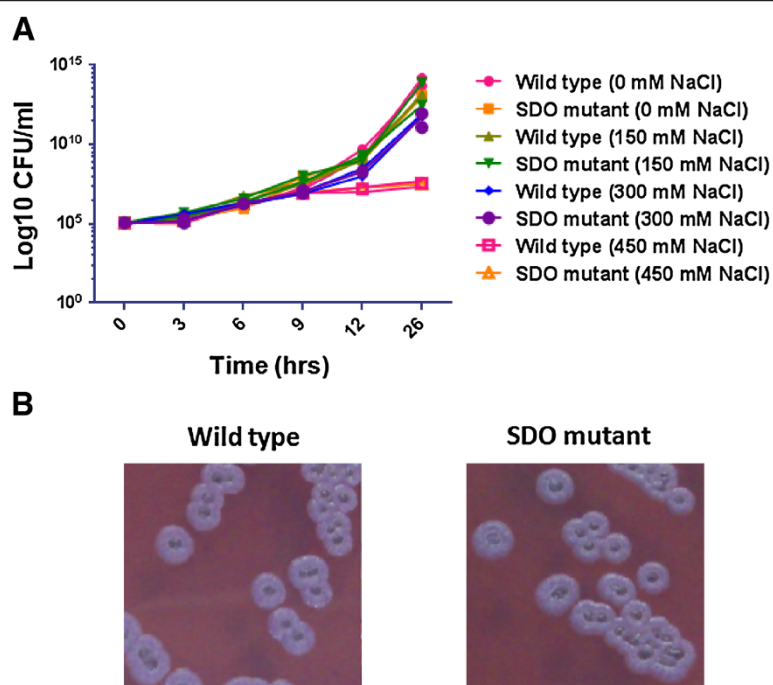 A
Log10 CFU/ml
10^15
10^10
10^5
10^0
0
3
6
9
12
26
Time (hrs)
Wild type (0 mM NaCl)
SDO mutant (0 mM NaCl)
Wild type (150 mM NaCl)
SDO mutant (150 mM NaCl)
Wild type (300 mM NaCl)
SDO mutant (300 mM NaCl)
Wild type (450 mM NaCl)
SDO mutant (450 mM NaCl)
B
Wild type
SDO mutant